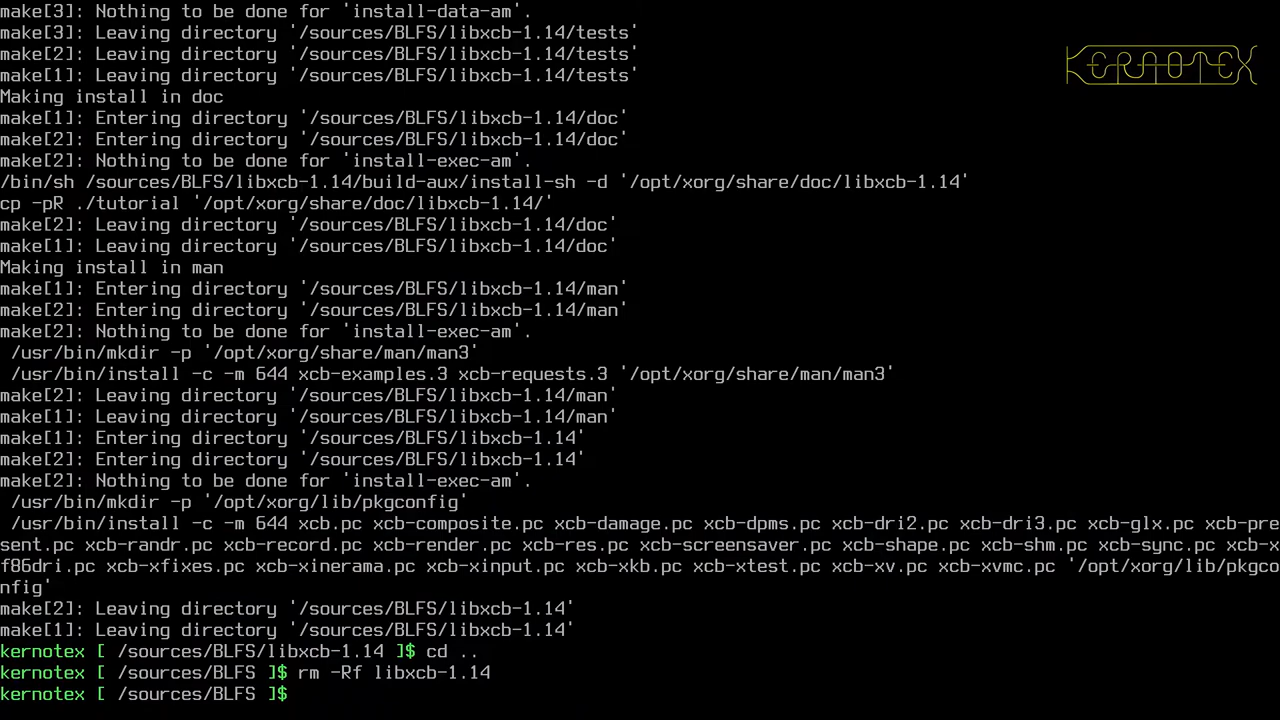 make[3]: Nothing to be done for 'install-data-am'.
make[3]: Leaving directory '/sources/BLFS/libxcb-1.14/tests'
make[2]: Leaving directory '/sources/BLFS/libxcb-1.14/tests'
make[1]: Leaving directory '/sources/BLFS/libxcb-1.14/tests'
KERNOTEX
Making install in doc
make[1]: Entering directory '/sources/BLFS/libxcb-1.14/doc'
make[2]: Entering directory '/sources/BLFS/libxcb-1.14/doc'
make[2]: Nothing to be done for 'install-exec-am'.
/bin/sh /sources/BLFS/libxcb-1.14/build-aux/install-sh -d '/opt/xorg/share/doc/libxcb-1.14'
cp -pR ./tutorial '/opt/xorg/share/doc/libxcb-1.14/'
make[2]: Leaving directory '/sources/BLFS/libxcb-1.14/doc'
make[1]: Leaving directory '/sources/BLFS/libxcb-1.14/doc'
Making install in man
make[1]: Entering directory '/sources/BLFS/libxcb-1.14/man'
make[2]: Entering directory '/sources/BLFS/libxcb-1.14/man'
make[2]: Nothing to be done for 'install-exec-am'.
/usr/bin/mkdir -p '/opt/xorg/share/man/man3'
/usr/bin/install -c -m 644 xcb-examples.3 xcb-requests.3 '/opt/xorg/share/man/man3'
make[2]: Leaving directory '/sources/BLFS/libxcb-1.14/man'
make[1]: Leaving directory '/sources/BLFS/libxcb-1.14/man'
make[1]: Entering directory '/sources/BLFS/libxcb-1.14'
make[2]: Entering directory '/sources/BLFS/libxcb-1.14'
make[2]: Nothing to be done for 'install-exec-am'.
/usr/bin/mkdir -p '/opt/xorg/lib/pkgconfig'
/usr/bin/install -c -m 644 xcb.pc xcb-composite.pc xcb-damage.pc xcb-dpms.pc xcb-dri2.pc xcb-dri3.pc xcb-glx.pc xcb-pre
sent.pc xcb-randr.pc xcb-record.pc xcb-render.pc xcb-res.pc xcb-screensaver.pc xcb-shape.pc xcb-shm.pc xcb-sync.pc xcb-x
f86dri.pc xcb-xfixes.pc xcb-xinerama.pc xcb-xinput.pc xcb-xkb.pc xcb-xtest.pc xcb-xv.pc xcb-xvmc.pc '/opt/xorg/lib/pkgco
nfig'
make[2]: Leaving directory '/sources/BLFS/libxcb-1.14'
make[1]: Leaving directory '/sources/BLFS/libxcb-1.14'
kernotex [ /sources/BLFS/libxcb-1.14 ]$ cd ..
kernotex [ /sources/BLFS ]$ rm -Rf libxcb-1.14
kernotex [ /sources/BLFS ]$